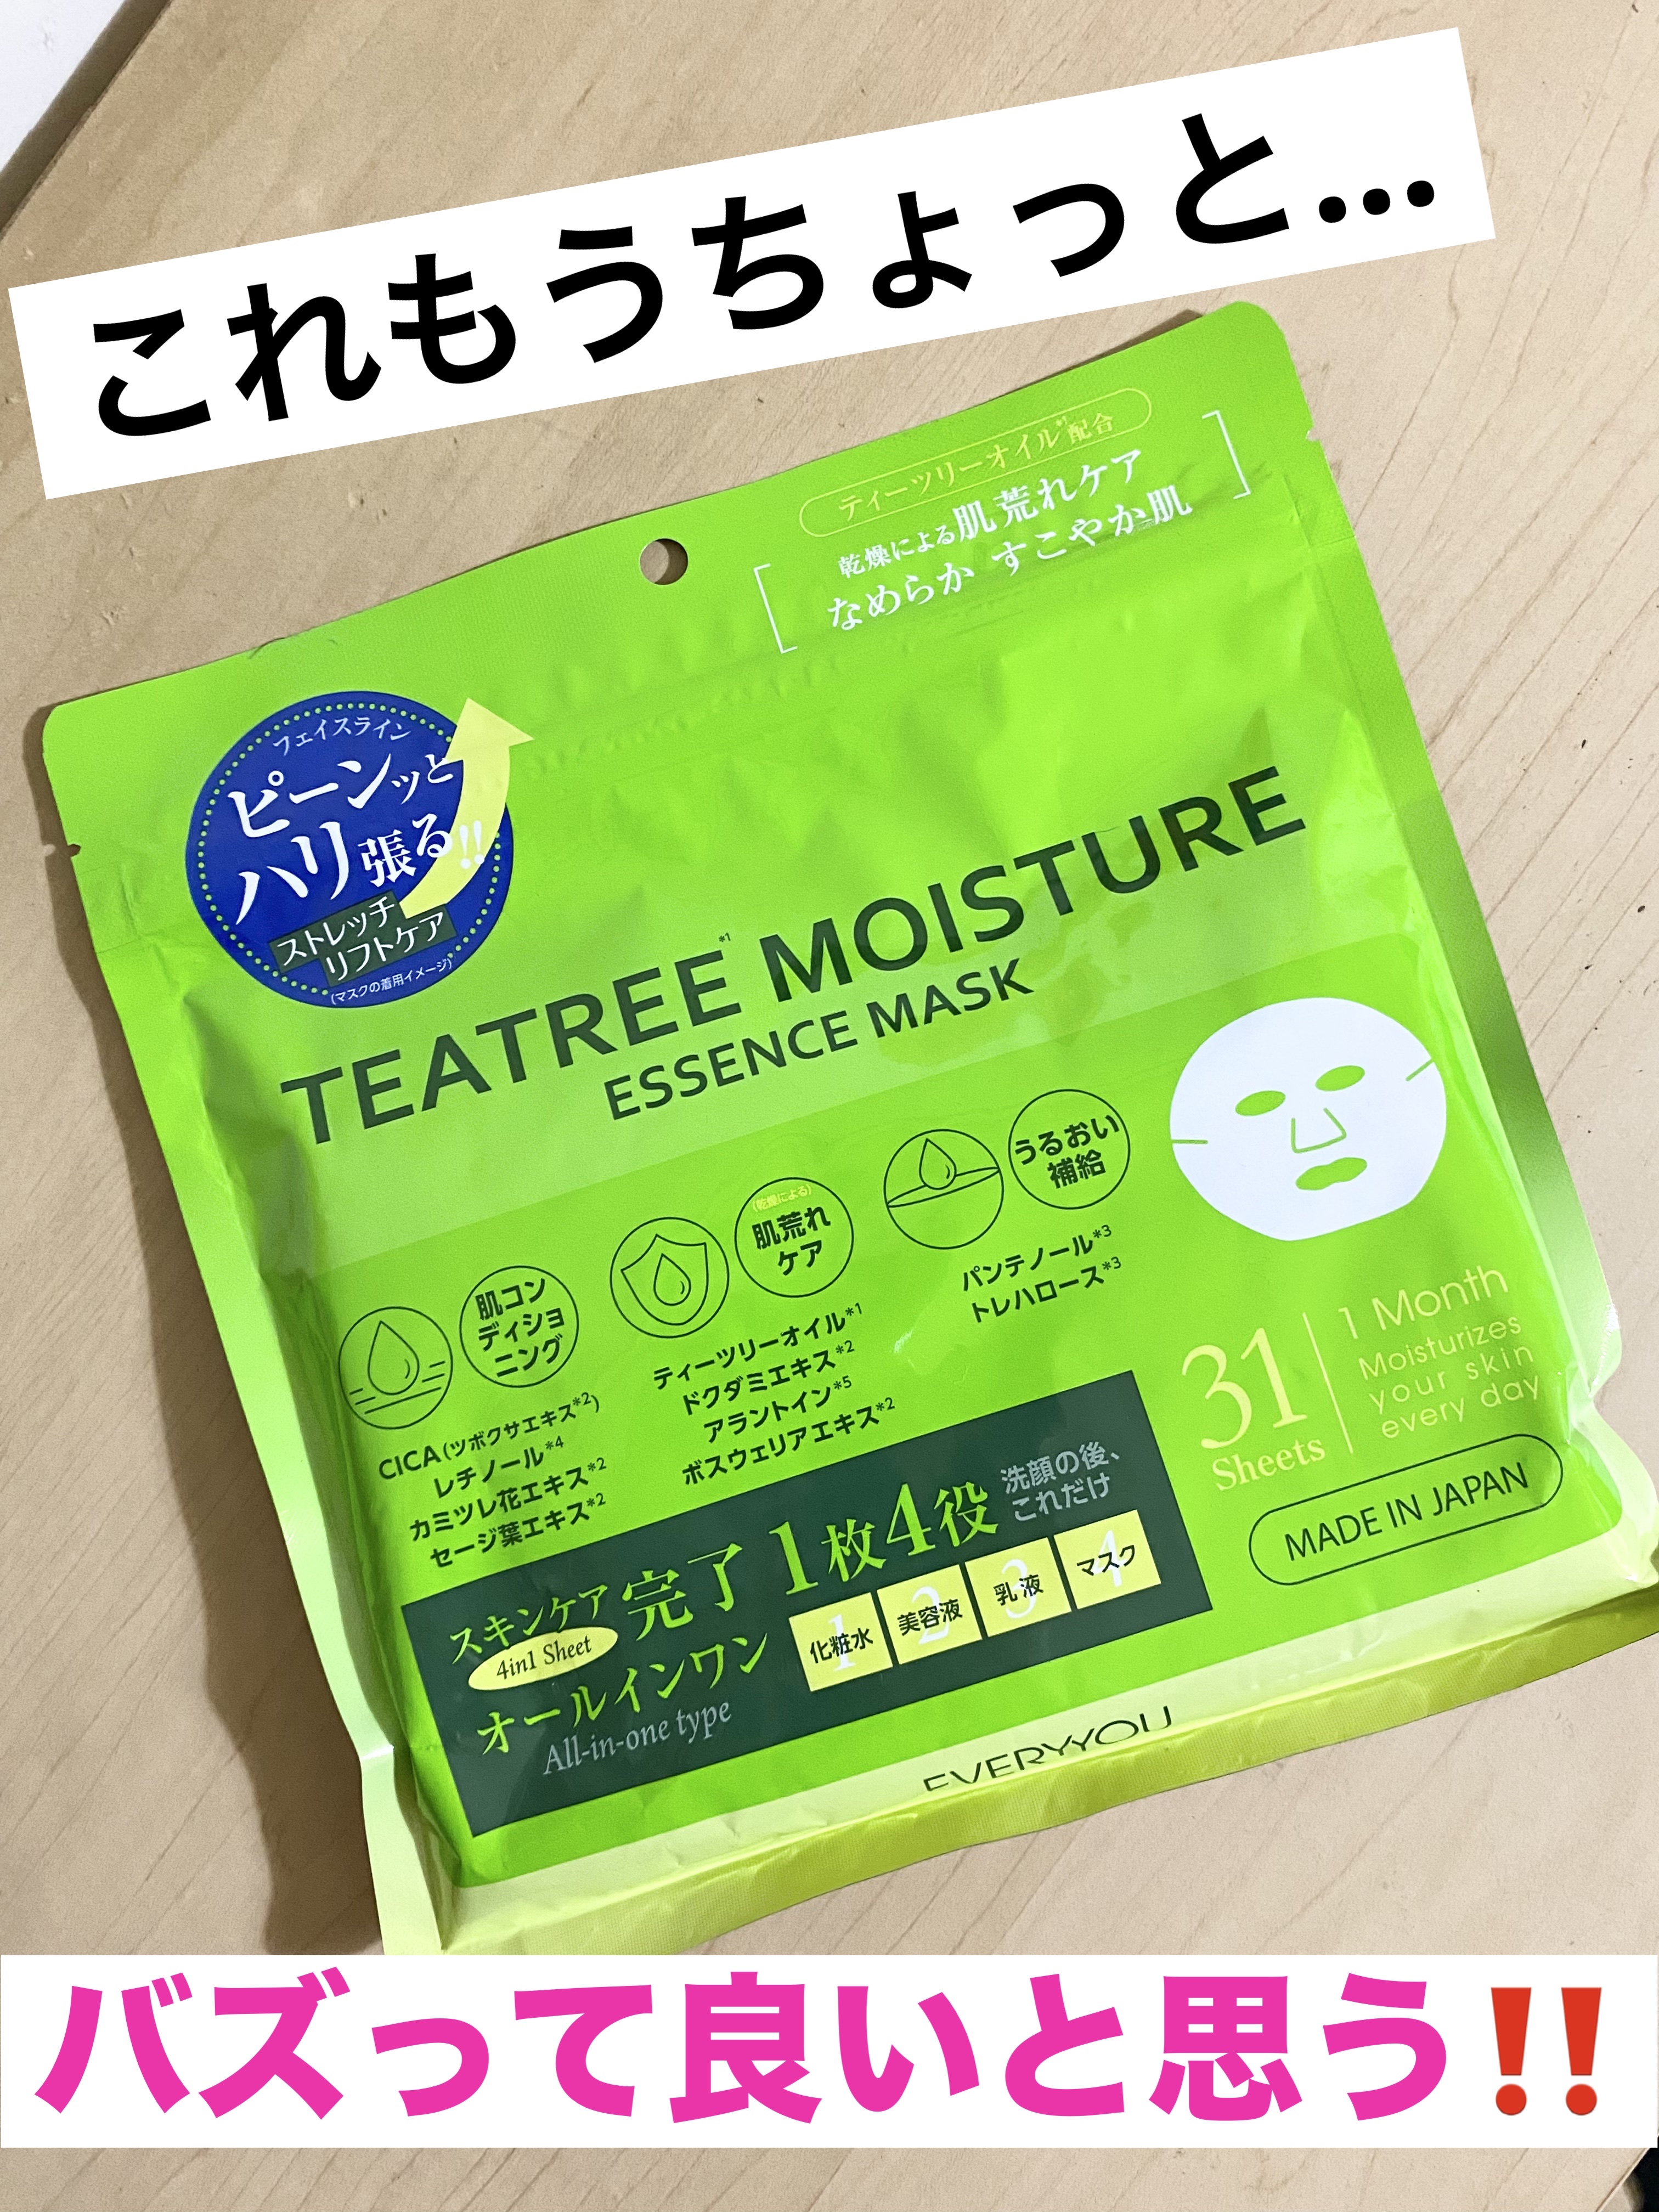 これもうちょっと...
ティーツリーオイル*1配合
乾燥による肌荒れケア
なめらか すこやか肌
フェイスライン
ピーンッと
ハリ張る!!
ストレッチ
リフトケア
(マスクの着用イメージ)
TEATREE*1 MOISTURE
ESSENCE MASK
肌コン
ディショ
ニング
CICA(ツボクサエキス*2)
レチノール*4
カミツレ花エキス*2
セージ葉エキス*2
(乾燥による)
肌荒れ
ケア
ティーツリーオイル*1
ドクダミエキス*2
アラントイン*5
ボスウェリアエキス*2
うるおい
補給
パンテノール*3
トレハロース*3
31
Sheets
1 Month
Moisturizes
your skin
every day
MADE IN JAPAN
スキンケア完了 1枚4役
洗顔の後、
これだけ
4in1 Sheet
オールインワン
All-in-one type
1 化粧水
2 美容液
3 乳液
4 マスク
EVERYYOU
バズって良いと思う‼️